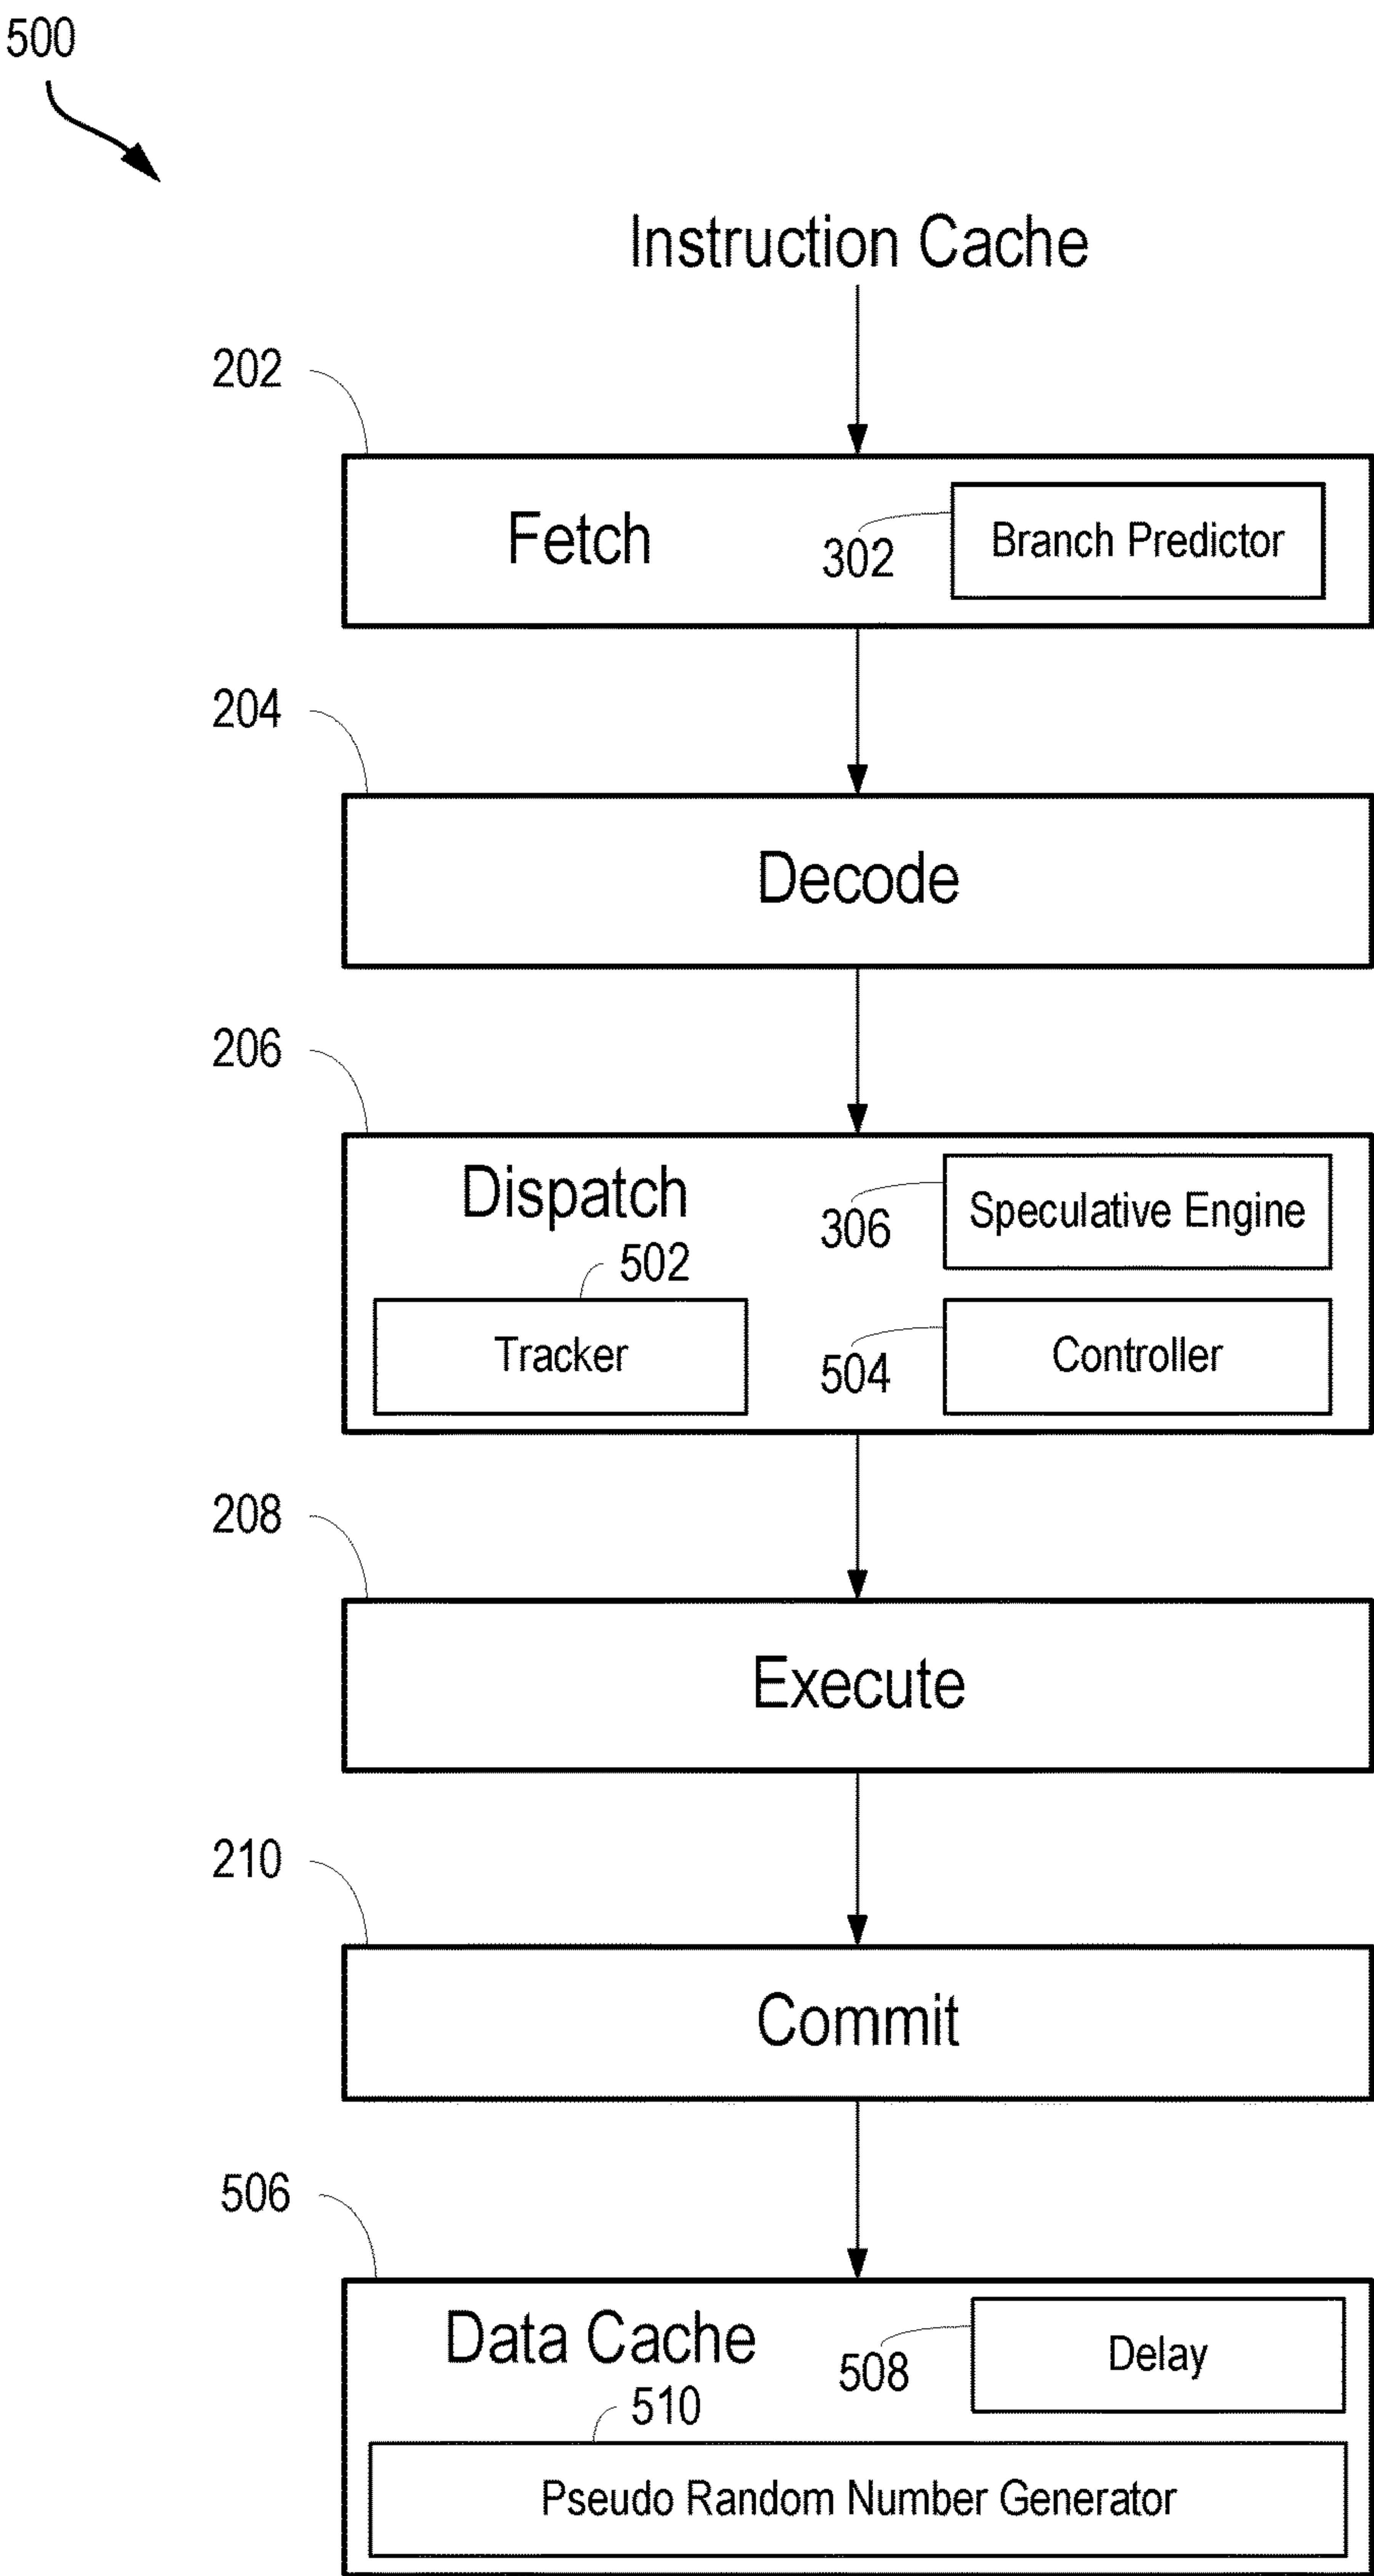 500
Instruction Cache
202
Fetch
302
Branch Predictor
204
Decode
206
Dispatch
306
Speculative Engine
502
Tracker
504
Controller
208
Execute
210
Commit
506
Data Cache
508
Delay
510
Pseudo Random Number Generator